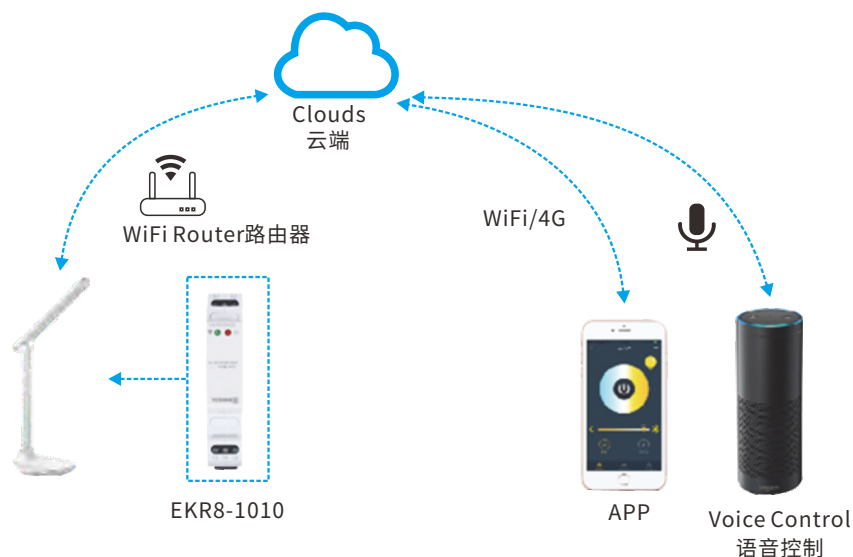 Clouds
云端
WiFi Router路由器
WiFi/4G
EKR8-1010
APP
Voice Control
语音控制